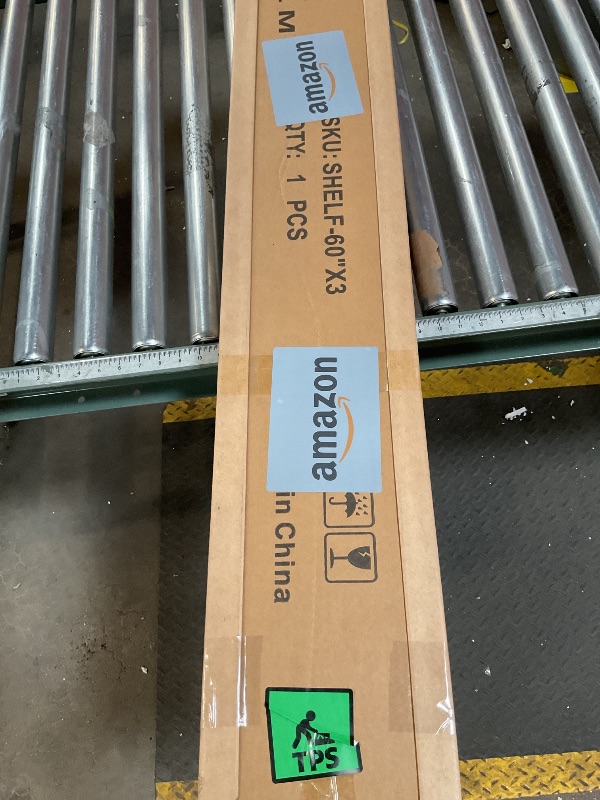 M
amazon
SKU: SHELF-60"X3
QTY: 1 PCS
amazon
in China
TPS